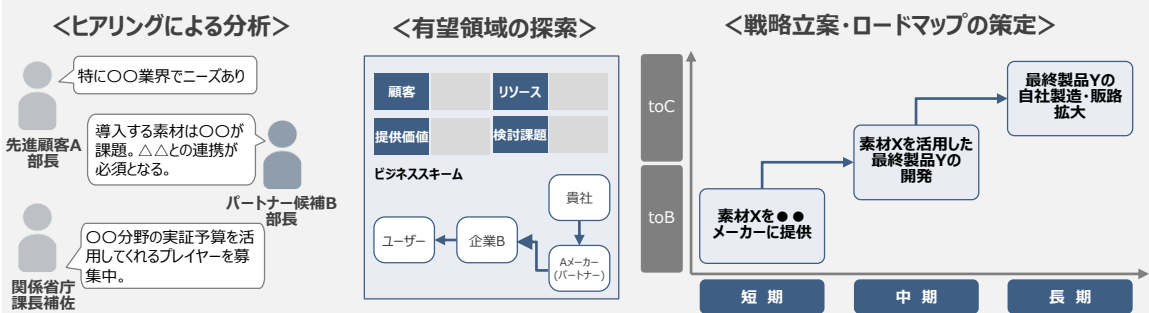 ＜ヒアリングによる分析＞
特に〇〇業界でニーズあり
先進顧客A
部長
導入する素材は〇〇が
課題。△△との連携が
必須となる。
パートナー候補B
部長
〇〇分野の実証予算を活
用してくれるプレイヤーを募
集中。
関係省庁
課長補佐
＜有望領域の探索＞
顧客
リソース
提供価値
検討課題
ビジネススキーム
貴社
ユーザー
企業B
Aメーカー
(パートナー)
＜戦略立案・ロードマップの策定＞
toC
toB
最終製品Yの
自社製造・販路
拡大
素材Xを活用した
最終製品Yの
開発
素材Xを●●
メーカーに提供
短 期
中 期
長 期